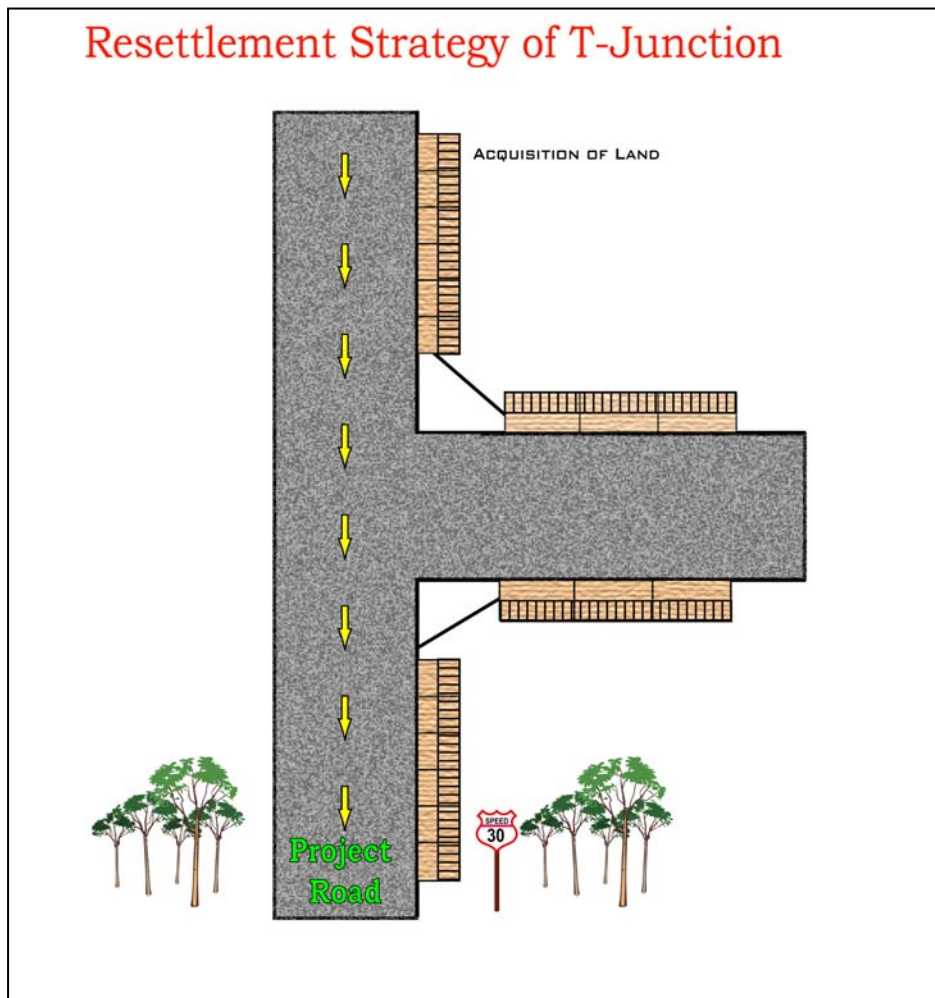 Resettlement Strategy of T-Junction
ACQUISITION OF LAND
SPEED
30
Project
Road